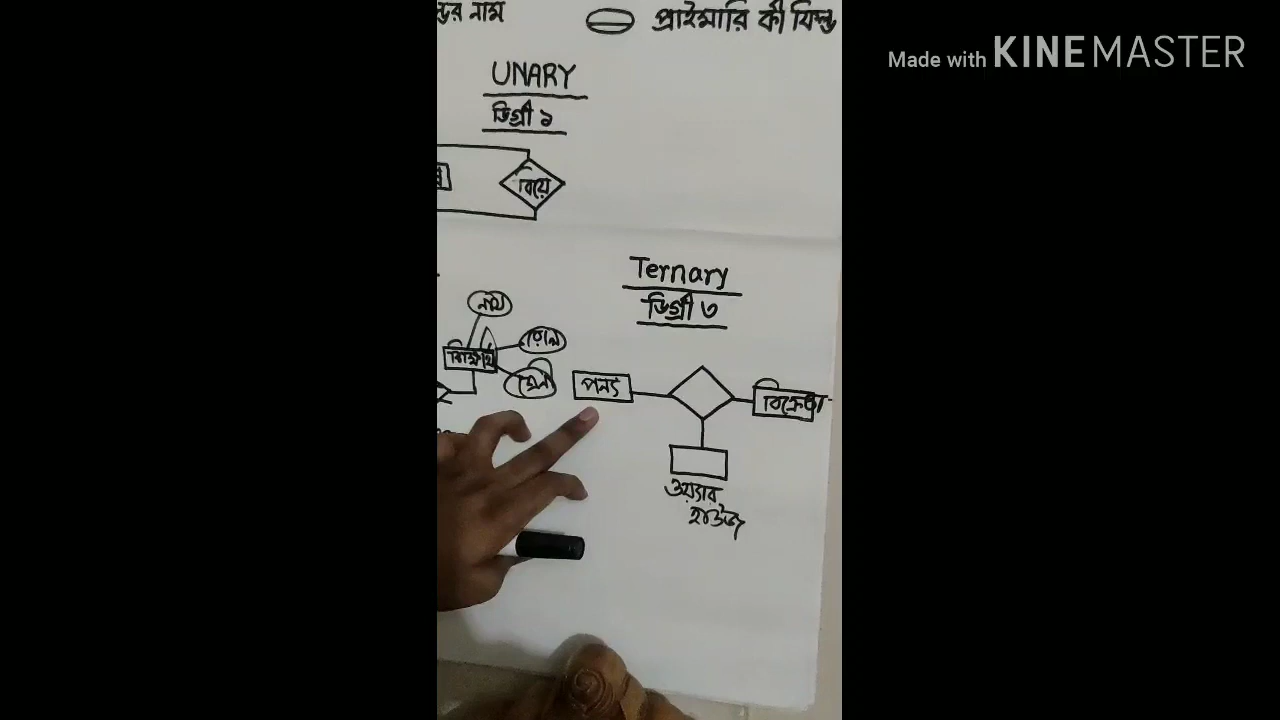 ন্ডের নাম
প্রাইমারি কী ফিল্ড
Made with KINEMASTER
UNARY
ডিগ্রী ১
বিয়ে
Ternary
ডিগ্রী ৩
নাম
রোল
পন্য
বিক্রেতা
ওয়্যার
হাউজ